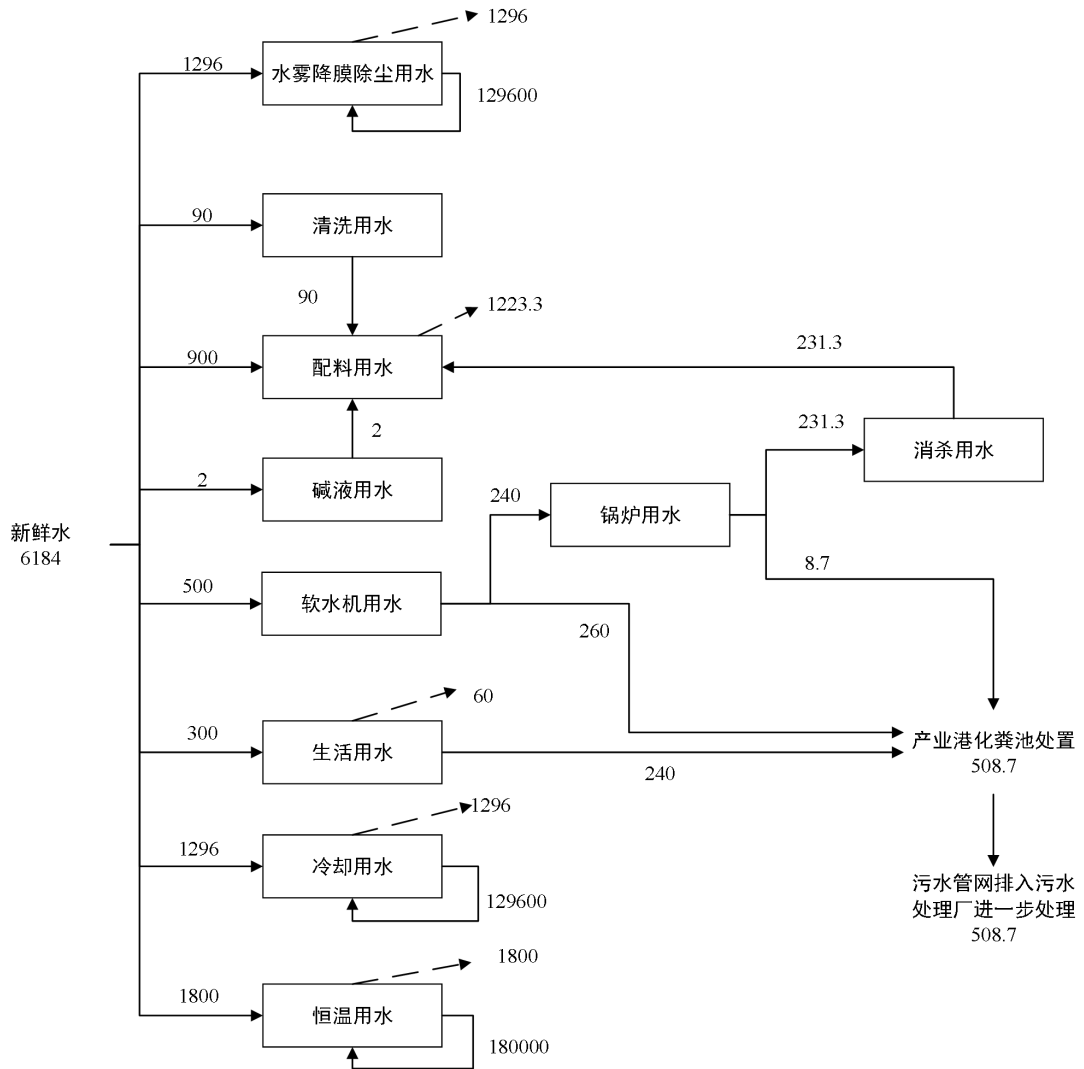 1296
1296
水雾降膜除尘用水
129600
90
清洗用水
90
1223.3
900
配料用水
231.3
2
231.3
消杀用水
2
碱液用水
240
锅炉用水
新鲜水
6184
8.7
500
软水机用水
260
60
300
生活用水
240
产业港化粪池处置
508.7
1296
1296
冷却用水
129600
污水管网排入污水
处理厂进一步处理
508.7
1800
1800
恒温用水
180000